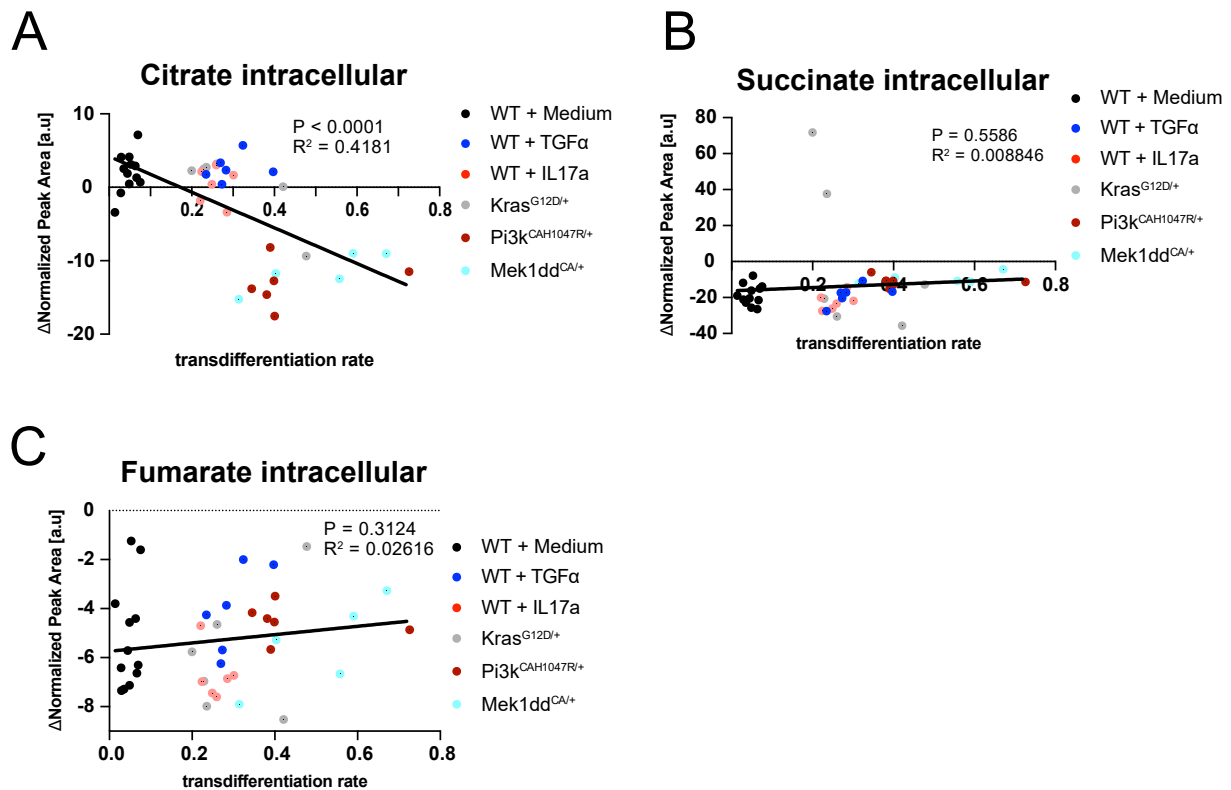 A
Citrate intracellular
ΔNormalized Peak Area [a.u]
10
0
-10
-20
0.2
0.4
0.6
0.8
transdifferentiation rate
P < 0.0001
R² = 0.4181
WT + Medium
WT + TGFα
WT + IL17a
Kras^G12D/+
Pi3k^CAH1047R/+
Mek1dd^CA/+
B
Succinate intracellular
ΔNormalized Peak Area [a.u]
80
60
40
20
0
-20
-40
0.2
0.4
0.6
0.8
transdifferentiation rate
P = 0.5586
R² = 0.008846
WT + Medium
WT + TGFα
WT + IL17a
Kras^G12D/+
Pi3k^CAH1047R/+
Mek1dd^CA/+
C
Fumarate intracellular
ΔNormalized Peak Area [a.u]
0
-2
-4
-6
-8
0.0
0.2
0.4
0.6
0.8
transdifferentiation rate
P = 0.3124
R² = 0.02616
WT + Medium
WT + TGFα
WT + IL17a
Kras^G12D/+
Pi3k^CAH1047R/+
Mek1dd^CA/+